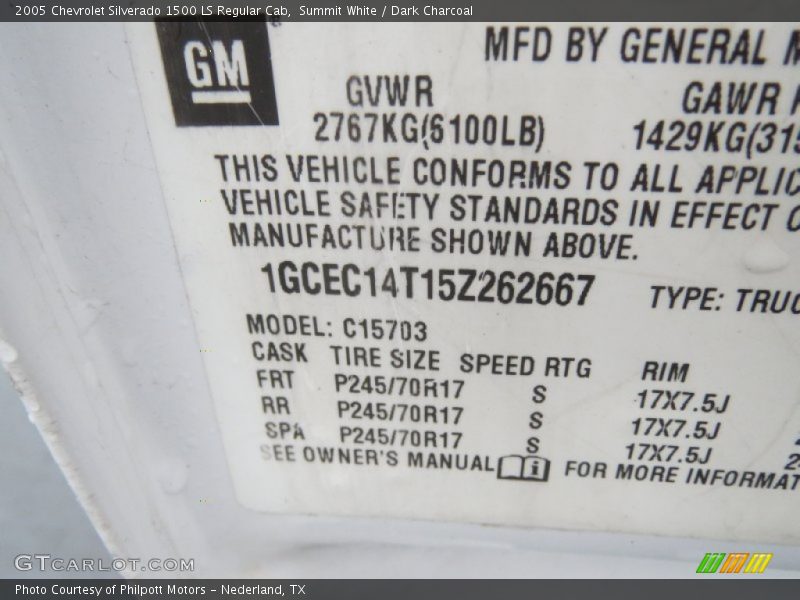 2005 Chevrolet Silverado 1500 LS Regular Cab,  Summit White / Dark Charcoal
GM
MFD BY GENERAL
GVWR
GAWR
2767KG(6100LB)
1429KG(315
THIS VEHICLE CONFORMS TO ALL APPLIC
VEHICLE SAFETY STANDARDS IN EFFECT O
MANUFACTURE SHOWN ABOVE.
1GCEC14T15Z262667
TYPE: TRUC
MODEL: C15703
CASK TIRE SIZE SPEED RTG RIM
FRT P245/70R17 S 17X7.5J
RR P245/70R17 S 17X7.5J
SPA P245/70R17 S 17X7.5J
SEE OWNER'S MANUAL FOR MORE INFORMAT
GTCARLOT.COM
Photo Courtesy of Philpott Motors - Nederland, TX